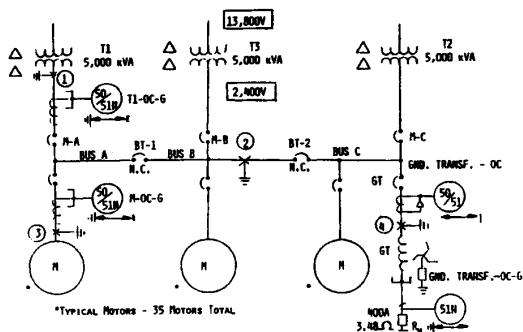 13,800V
T1
5,000 KVA
T3
5,000 KVA
T2
5,000 KVA
1
50/51N
T1-OC-G
2,400V
M-A
M-B
2
M-C
BT-1
BT-2
BUS A
BUS B
BUS C
N.C.
N.C.
GND. TRANSF. - OC
GT
50/51
50/51N
M-OC-G
3
4
GT
GND. TRANSF.-OC-G
M
M
M
*TYPICAL MOTORS - 35 MOTORS TOTAL
400A
3.48Ω
51N